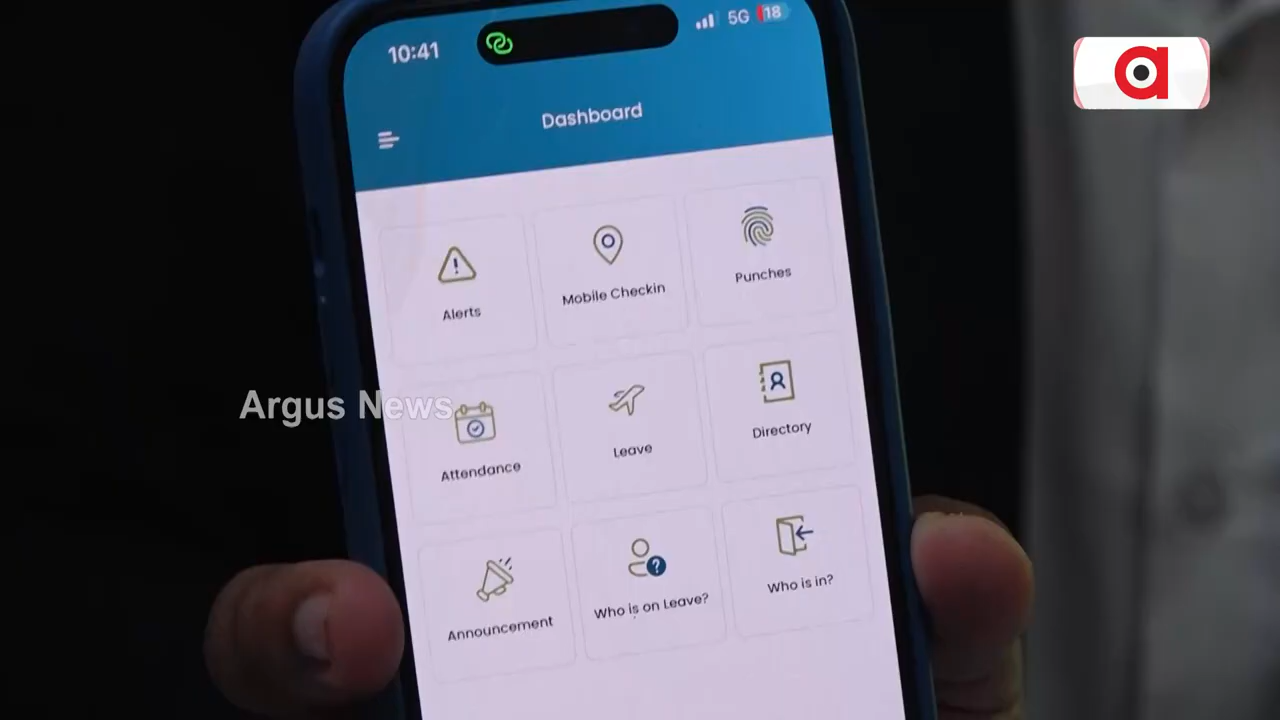 10:41
5G 18
Dashboard
Alerts
Mobile Checkin
Punches
Argus News
Attendance
Leave
Directory
Announcement
Who is on Leave?
Who is in?